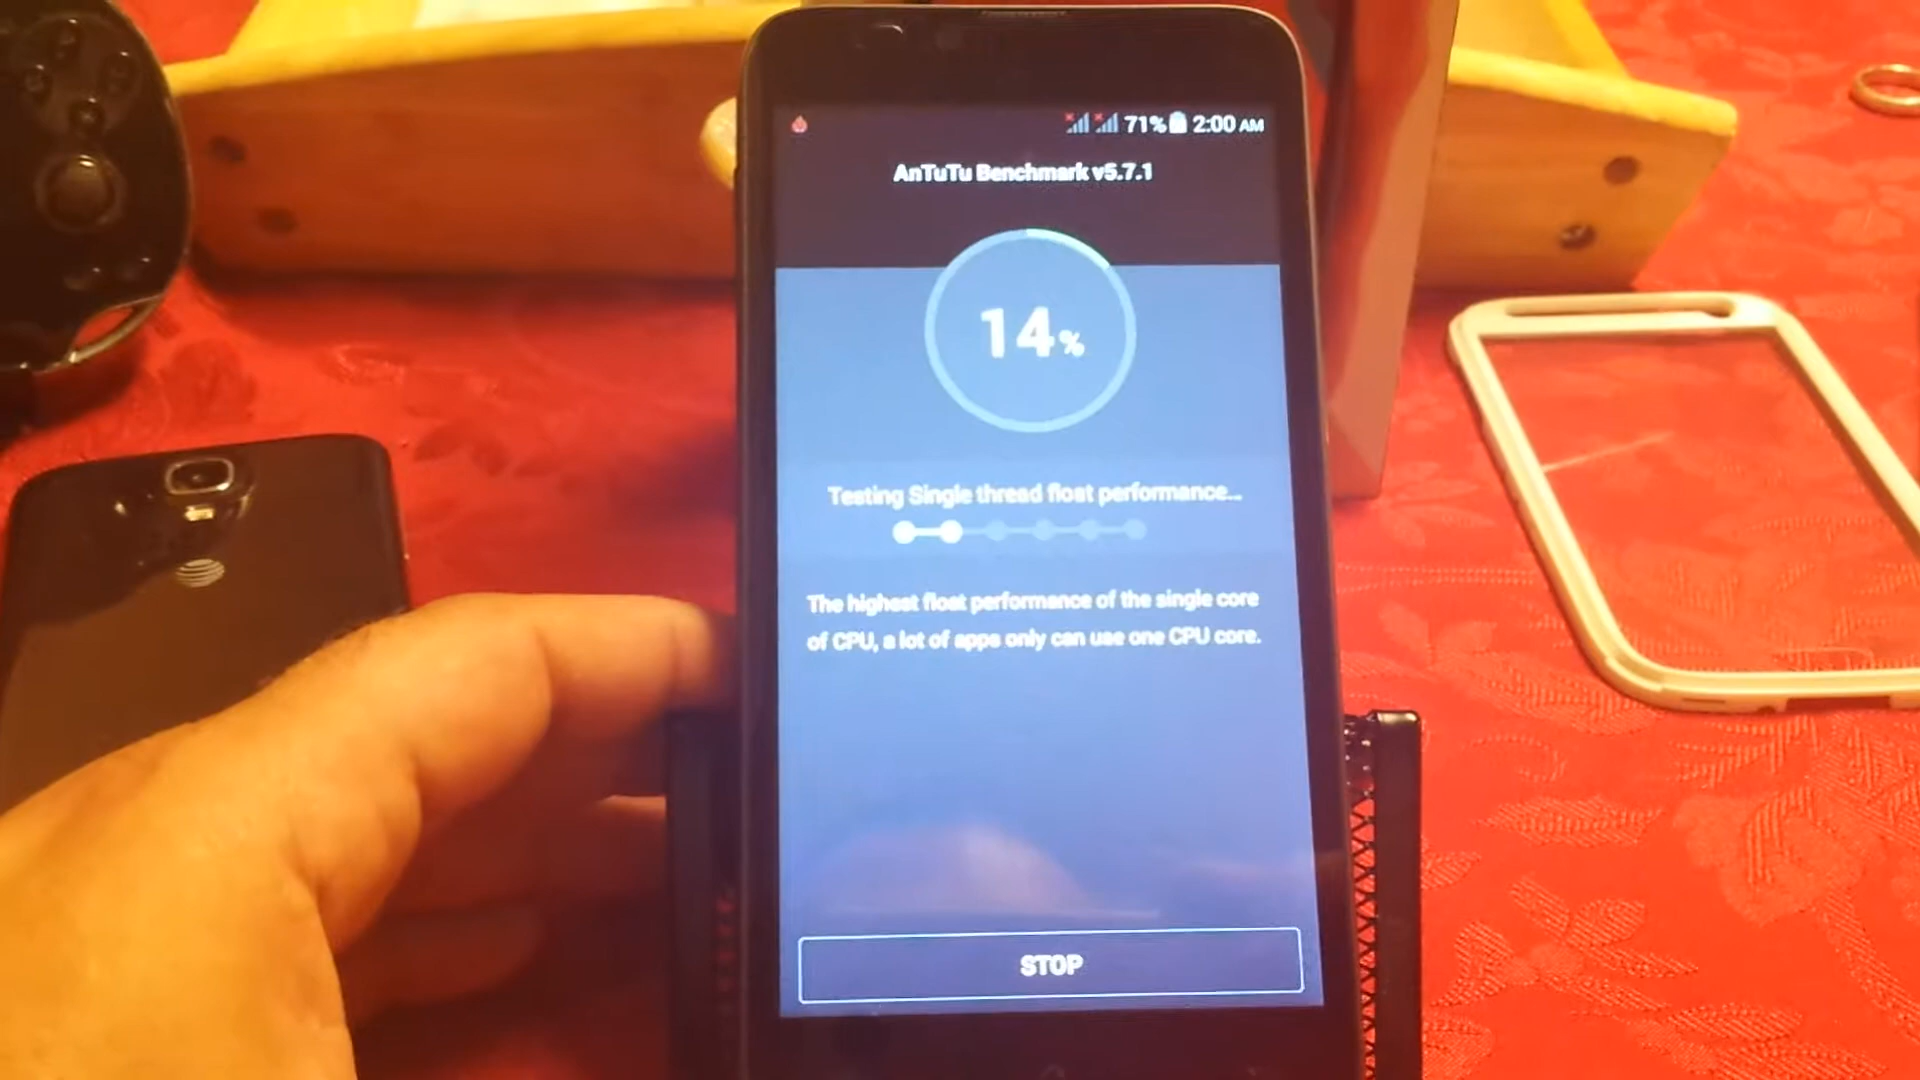 71% 2:00 AM
AnTuTu Benchmark v5.7.1
14%
Testing Single thread float performance...
The highest float performance of the single core
of CPU, a lot of apps only can use one CPU core.
STOP